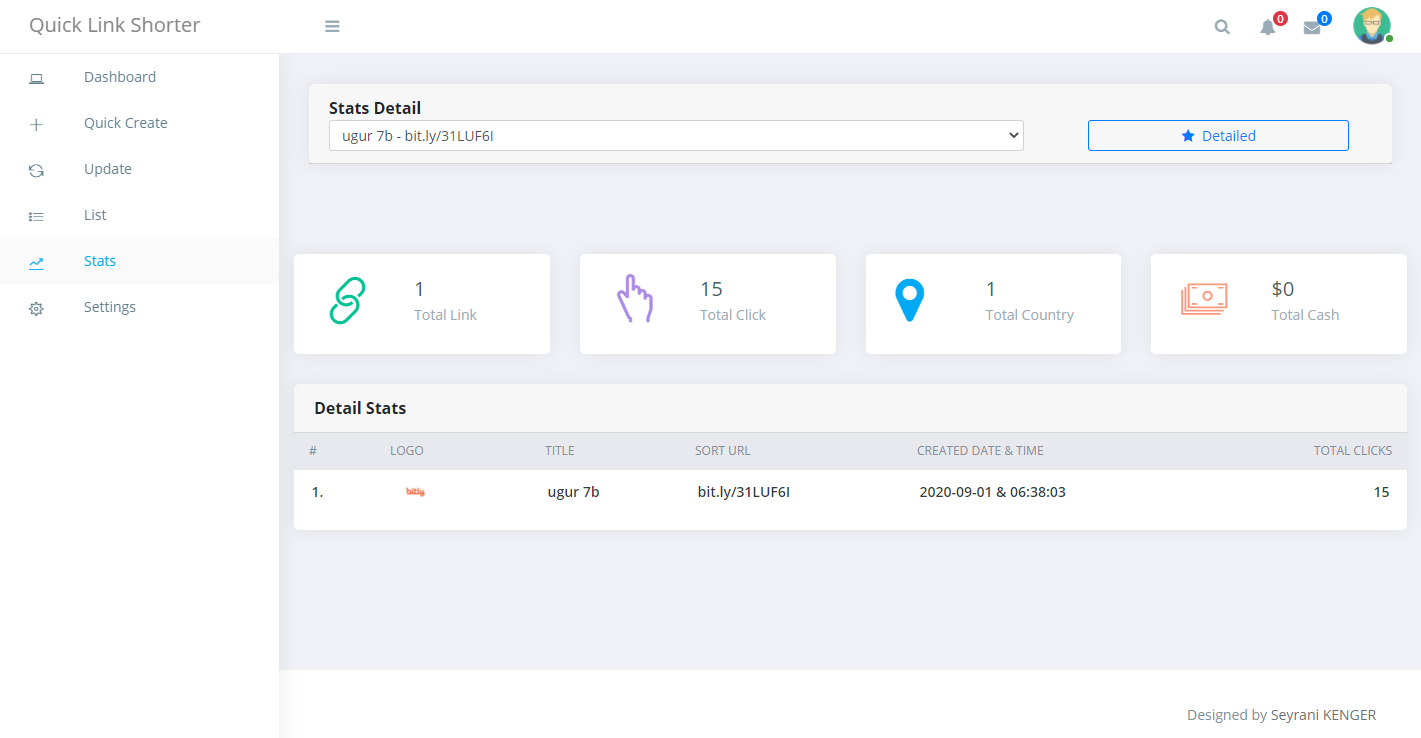 Quick Link Shorter
0
0
Dashboard
Quick Create
Update
List
Stats
Settings
Stats Detail
ugur 7b - bit.ly/31LUF6I
Detailed
1
Total Link
15
Total Click
1
Total Country
$0
Total Cash
Detail Stats
# LOGO TITLE SORT URL CREATED DATE & TIME TOTAL CLICKS
1. bitly ugur 7b bit.ly/31LUF6I 2020-09-01 & 06:38:03 15
Designed by Seyrani KENGER